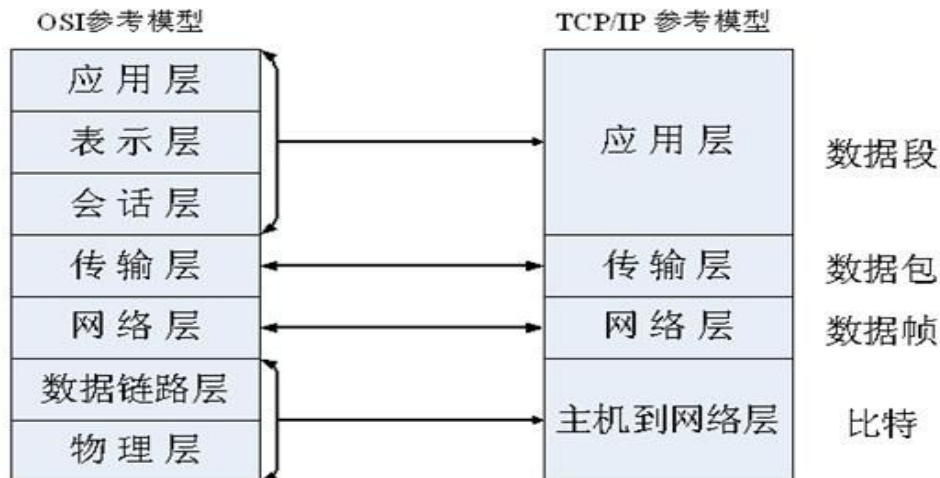 OSI参考模型
TCP/IP 参考模型
应用层
表示层
会话层
传输层
网络层
数据链路层
物理层
应用层
传输层
网络层
主机到网络层
数据段
数据包
数据帧
比特